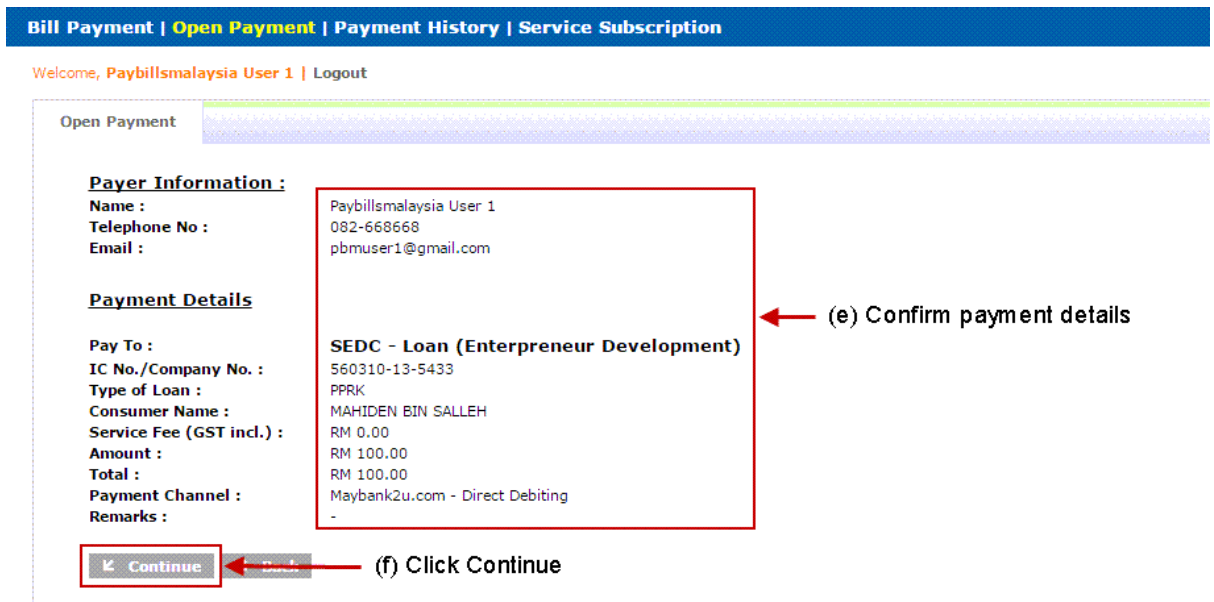 Bill Payment | Open Payment | Payment History | Service Subscription
Welcome, Paybillsmalaysia User 1 | Logout
Open Payment
Payer Information :
Name : Paybillsmalaysia User 1
Telephone No : 082-668668
Email : pbmuser1@gmail.com
Payment Details
(e) Confirm payment details
Pay To : SEDC - Loan (Enterpreneur Development)
IC No./Company No. : 560310-13-5433
Type of Loan : PPRK
Consumer Name : MAHIDEN BIN SALLEH
Service Fee (GST incl.) : RM 0.00
Amount : RM 100.00
Total : RM 100.00
Payment Channel : Maybank2u.com - Direct Debiting
Remarks : -
Continue (f) Click Continue